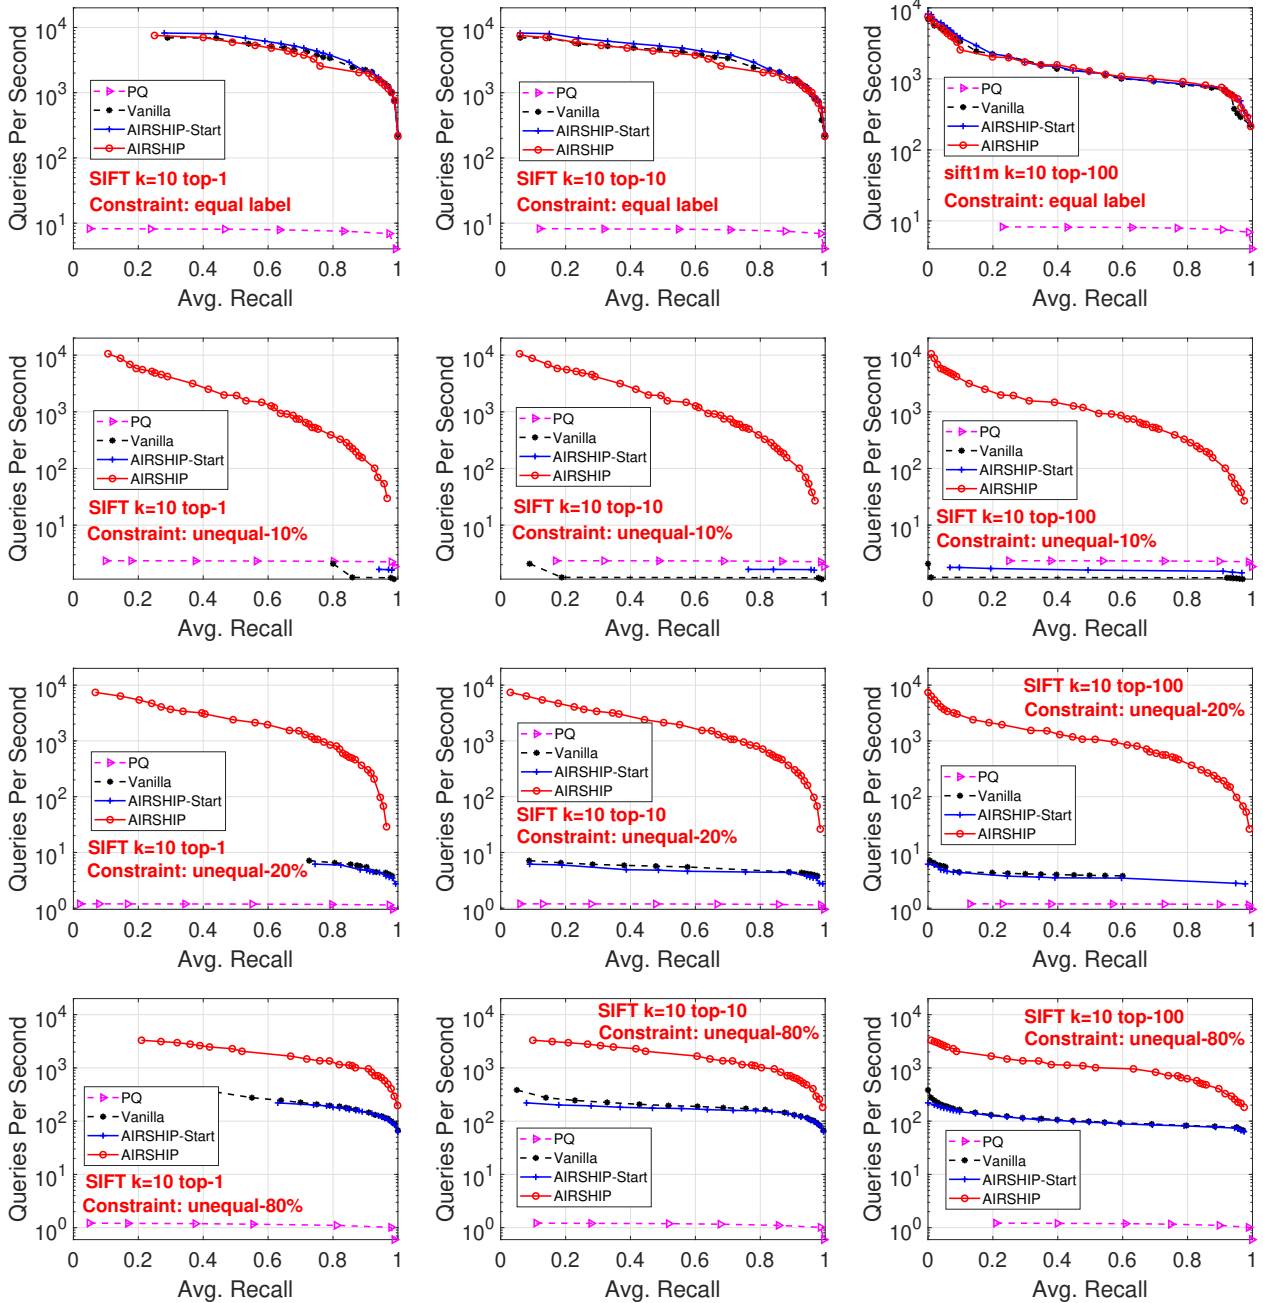 Queries Per Second
10^4
10^3
10^2
10^1
PQ
Vanilla
AIRSHIP-Start
AIRSHIP
SIFT k=10 top-1
Constraint: equal label
0 0.2 0.4 0.6 0.8 1
Avg. Recall
Queries Per Second
10^4
10^3
10^2
10^1
PQ
Vanilla
AIRSHIP-Start
AIRSHIP
SIFT k=10 top-10
Constraint: equal label
0 0.2 0.4 0.6 0.8 1
Avg. Recall
Queries Per Second
10^4
10^3
10^2
10^1
PQ
Vanilla
AIRSHIP-Start
AIRSHIP
sift1m k=10 top-100
Constraint: equal label
0 0.2 0.4 0.6 0.8 1
Avg. Recall
Queries Per Second
10^4
10^3
10^2
10^1
PQ
Vanilla
AIRSHIP-Start
AIRSHIP
SIFT k=10 top-1
Constraint: unequal-10%
0 0.2 0.4 0.6 0.8 1
Avg. Recall
Queries Per Second
10^4
10^3
10^2
10^1
PQ
Vanilla
AIRSHIP-Start
AIRSHIP
SIFT k=10 top-10
Constraint: unequal-10%
0 0.2 0.4 0.6 0.8 1
Avg. Recall
Queries Per Second
10^4
10^3
10^2
10^1
PQ
Vanilla
AIRSHIP-Start
AIRSHIP
SIFT k=10 top-100
Constraint: unequal-10%
0 0.2 0.4 0.6 0.8 1
Avg. Recall
Queries Per Second
10^4
10^3
10^2
10^1
10^0
PQ
Vanilla
AIRSHIP-Start
AIRSHIP
SIFT k=10 top-1
Constraint: unequal-20%
0 0.2 0.4 0.6 0.8 1
Avg. Recall
Queries Per Second
10^4
10^3
10^2
10^1
10^0
PQ
Vanilla
AIRSHIP-Start
AIRSHIP
SIFT k=10 top-10
Constraint: unequal-20%
0 0.2 0.4 0.6 0.8 1
Avg. Recall
Queries Per Second
10^4
10^3
10^2
10^1
10^0
SIFT k=10 top-100
Constraint: unequal-20%
PQ
Vanilla
AIRSHIP-Start
AIRSHIP
0 0.2 0.4 0.6 0.8 1
Avg. Recall
Queries Per Second
10^4
10^3
10^2
10^1
10^0
PQ
Vanilla
AIRSHIP-Start
AIRSHIP
SIFT k=10 top-1
Constraint: unequal-80%
0 0.2 0.4 0.6 0.8 1
Avg. Recall
Queries Per Second
10^4
10^3
10^2
10^1
10^0
SIFT k=10 top-10
Constraint: unequal-80%
PQ
Vanilla
AIRSHIP-Start
AIRSHIP
0 0.2 0.4 0.6 0.8 1
Avg. Recall
Queries Per Second
10^4
10^3
10^2
10^1
10^0
SIFT k=10 top-100
Constraint: unequal-80%
PQ
Vanilla
AIRSHIP-Start
AIRSHIP
0 0.2 0.4 0.6 0.8 1
Avg. Recall